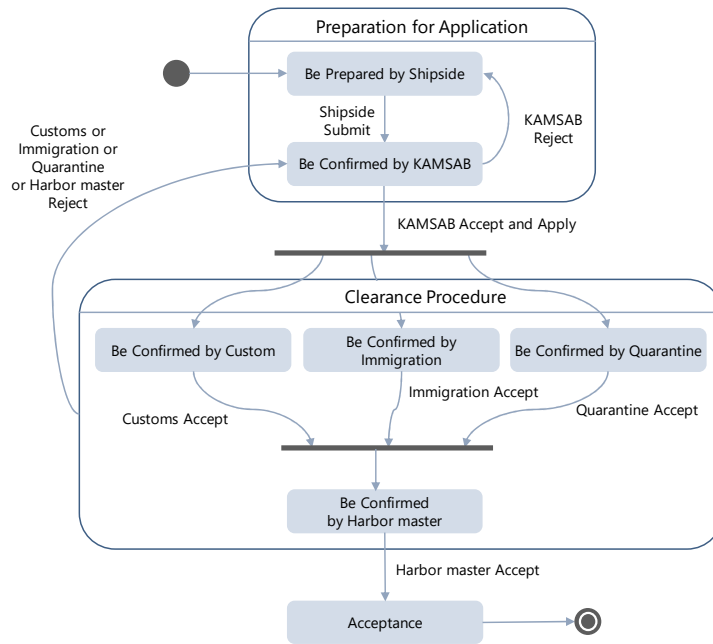 Preparation for Application
Be Prepared by Shipside
Shipside
Submit
KAMSAB
Reject
Customs or
Immigration or
Quarantine
or Harbor master
Reject
Be Confirmed by KAMSAB
KAMSAB Accept and Apply
Clearance Procedure
Be Confirmed by Custom
Be Confirmed by
Immigration
Be Confirmed by Quarantine
Customs Accept
Immigration Accept
Quarantine Accept
Be Confirmed
by Harbor master
Harbor master Accept
Acceptance